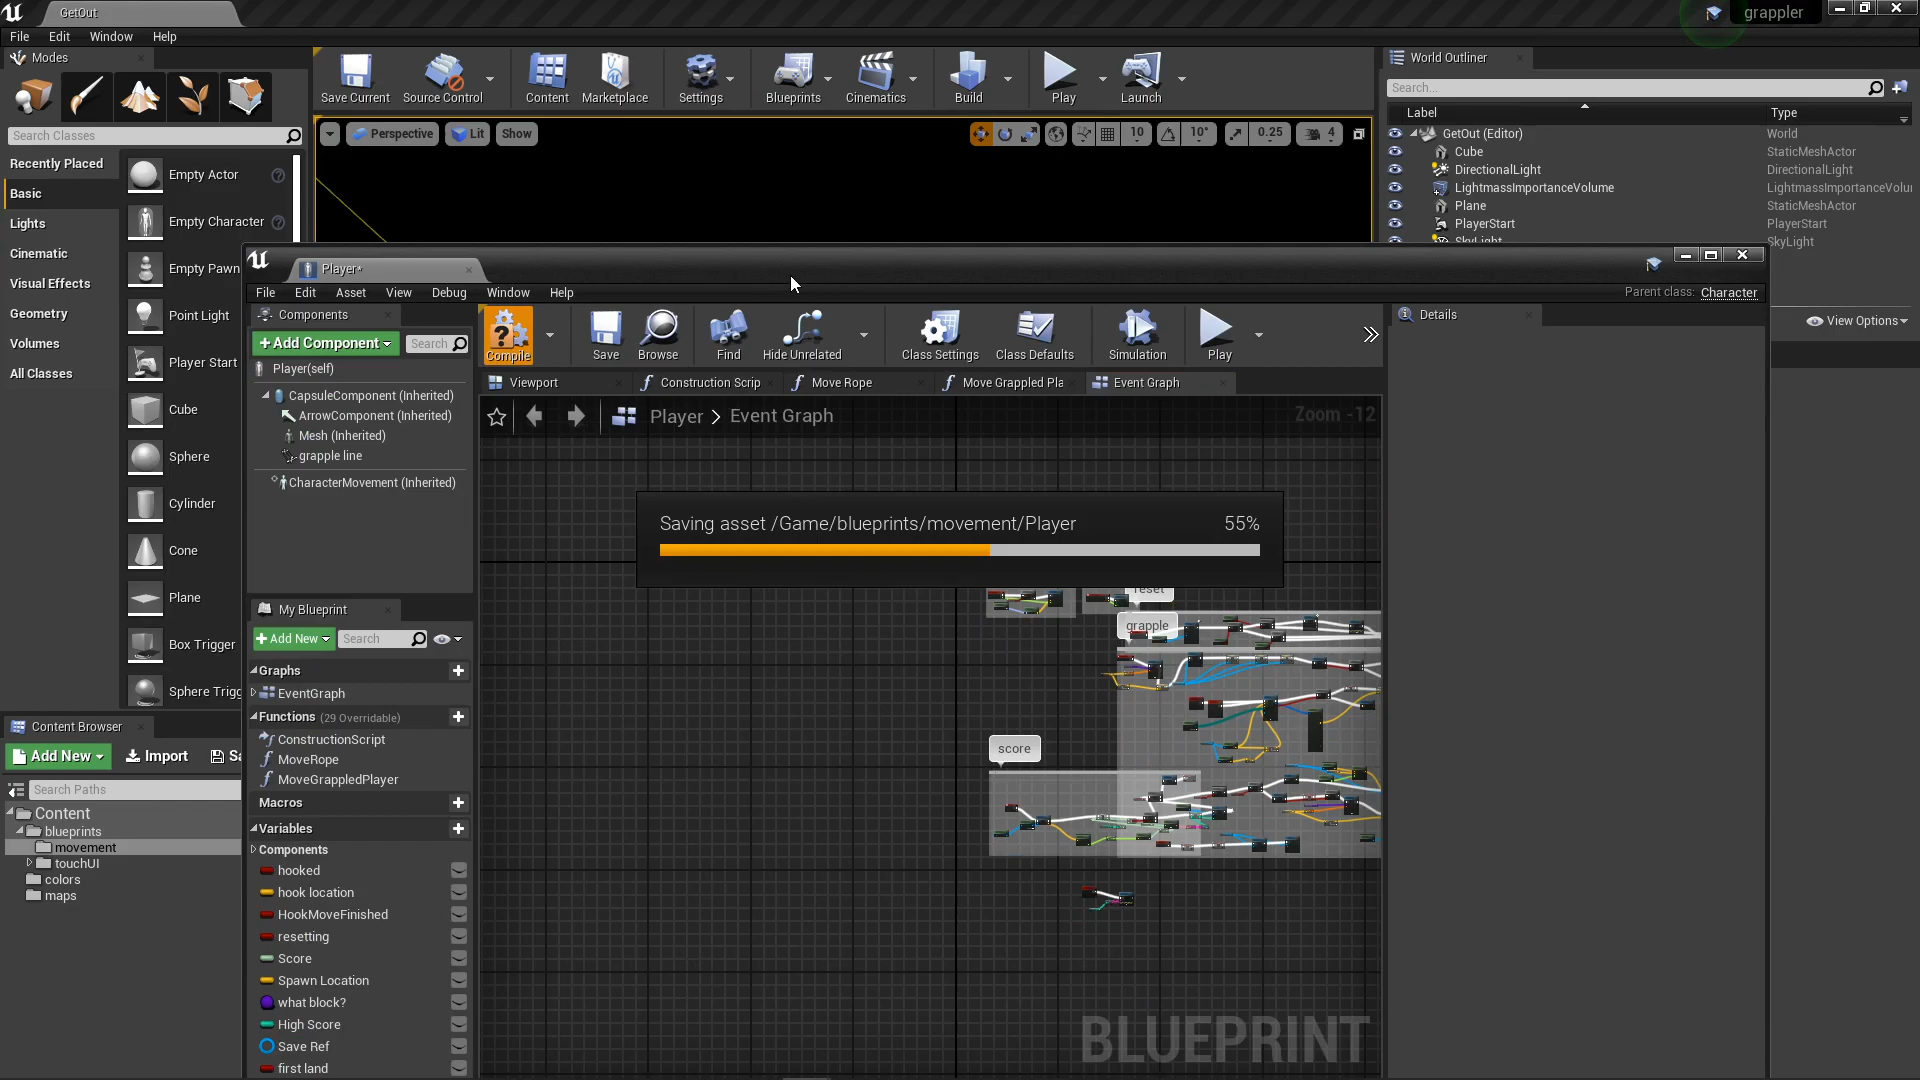 GetOut
grappler
File Edit Window Help
Modes
Search Classes
Recently Placed
Basic
Lights
Cinematic
Visual Effects
Geometry
Volumes
All Classes
Empty Actor
Empty Character
Empty Pawn
Point Light
Player Start
Cube
Sphere
Cylinder
Cone
Plane
Box Trigger
Sphere Trigg
Save Current
Source Control
Content
Marketplace
Settings
Blueprints
Cinematics
Build
Play
Launch
Perspective
Lit
Show
10
10°
0.25
4
World Outliner
Search...
Label Type
GetOut (Editor) World
Cube StaticMeshActor
DirectionalLight DirectionalLight
LightmassImportanceVolume LightmassImportanceVolu
Plane StaticMeshActor
PlayerStart PlayerStart
SkyLight SkyLight
View Options
Player*
File Edit Asset View Debug Window Help
Parent class: Character
Components
+Add Component
Search
Player(self)
CapsuleComponent (Inherited)
ArrowComponent (Inherited)
Mesh (Inherited)
grapple line
CharacterMovement (Inherited)
Compile
Save
Browse
Find
Hide Unrelated
Class Settings
Class Defaults
Simulation
Play
Details
Viewport
Construction Scrip
Move Rope
Move Grappled Pla
Event Graph
Player > Event Graph
Zoom -12
Saving asset /Game/blueprints/movement/Player 55%
reset
grapple
score
BLUEPRINT
My Blueprint
+Add New
Search
Graphs
EventGraph
Functions (29 Overridable)
ConstructionScript
MoveRope
MoveGrappledPlayer
Macros
Variables
Components
hooked
hook location
HookMoveFinished
resetting
Score
Spawn Location
what block?
High Score
Save Ref
first land
Content Browser
Add New
Import
Sa
Search Paths
Content
blueprints
movement
touchUI
colors
maps